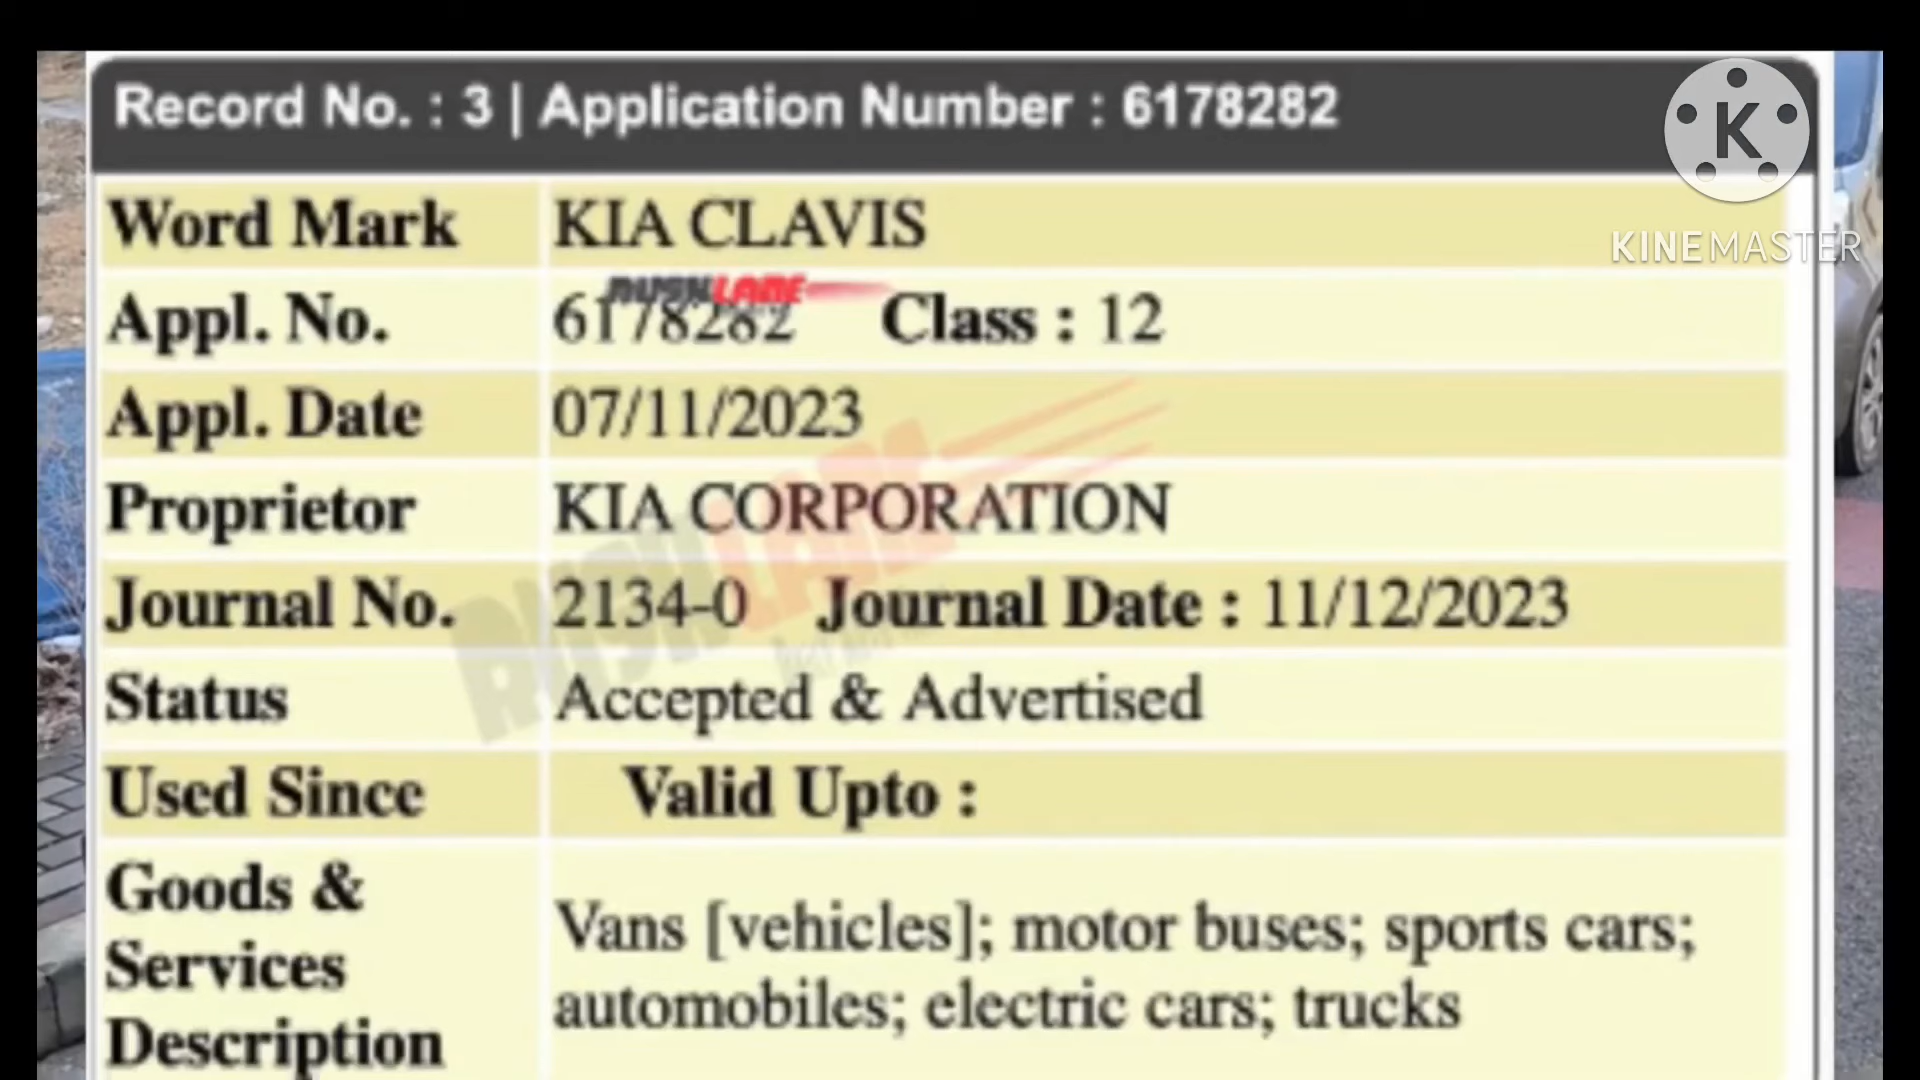 Record No. : 3 | Application Number : 6178282
K
KINEMASTER
Word Mark KIA CLAVIS
RUSHLANE
Appl. No. 6178282 Class : 12
Appl. Date 07/11/2023
Proprietor KIA CORPORATION
RUSHLANE
Journal No. 2134-0 Journal Date : 11/12/2023
Status Accepted & Advertised
Used Since Valid Upto :
Goods &
Services
Description
Vans [vehicles]; motor buses; sports cars;
automobiles; electric cars; trucks